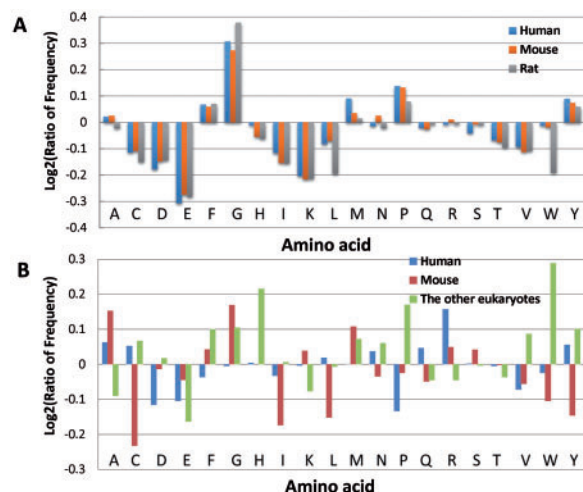 A
Log2(Ratio of Frequency)
0.4
0.3
0.2
0.1
0
-0.1
-0.2
-0.3
-0.4
Human
Mouse
Rat
A C D E F G H I K L M N P Q R S T V W Y
Amino acid
B
Log2(Ratio of Frequency)
0.3
0.2
0.1
0
-0.1
-0.2
-0.3
Human
Mouse
The other eukaryotes
A C D E F G H I K L M N P Q R S T V W Y
Amino acid